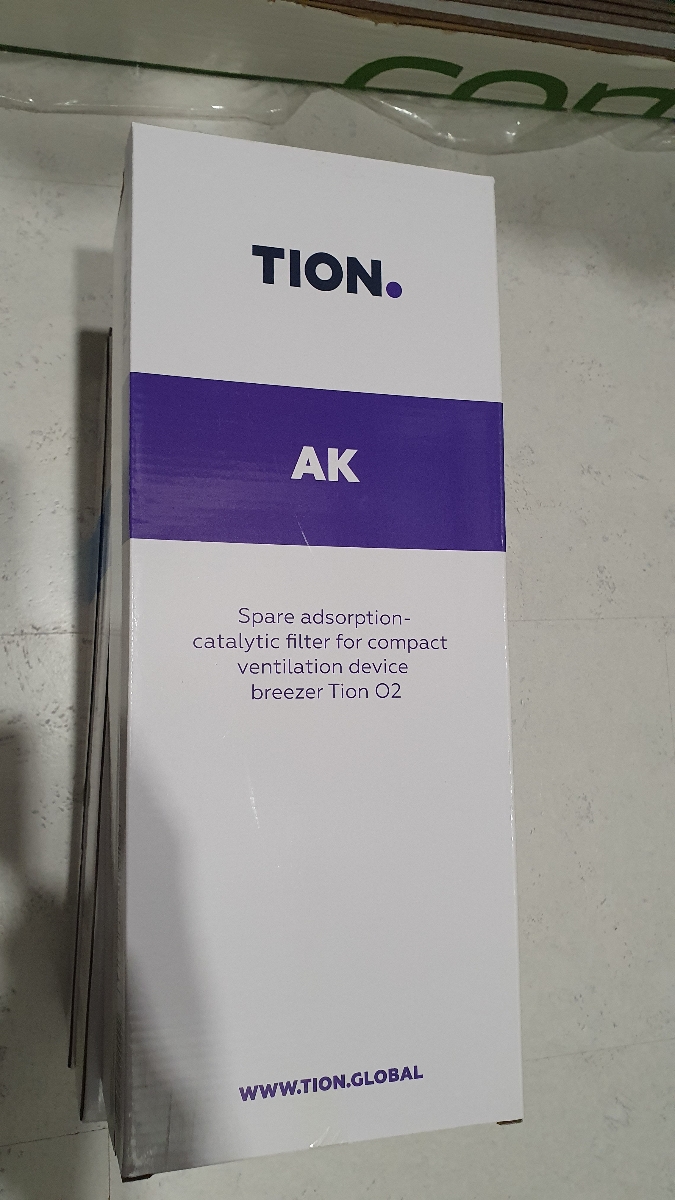 TION.
AK
Spare adsorption-
catalytic filter for compact
ventilation device
breezer Tion O2
WWW.TION.GLOBAL